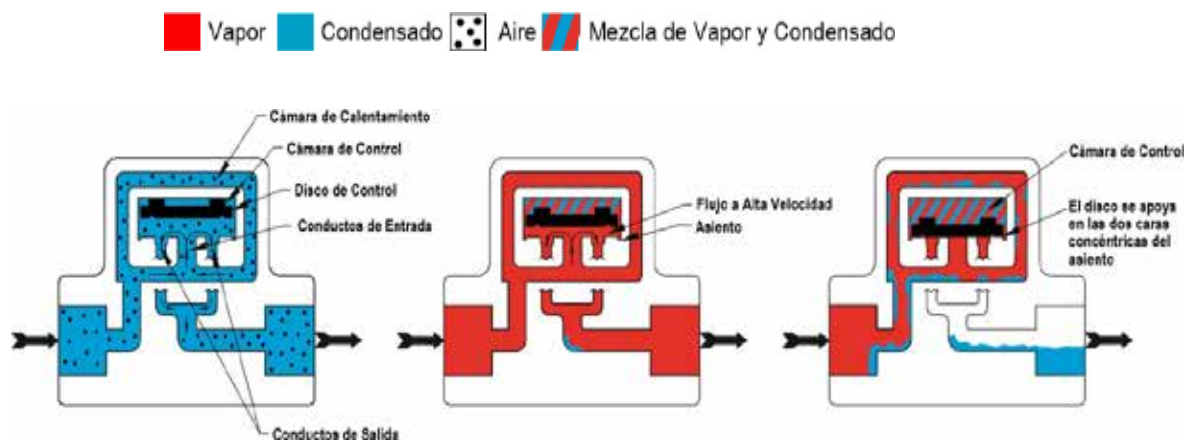 Vapor Condensado Aire Mezcla de Vapor y Condensado
Cámara de Calentamiento
Cámara de Control
Disco de Control
Conductos de Entrada
Conductos de Salida
Flujo a Alta Velocidad
Asiento
Cámara de Control
El disco se apoya
en las dos caras
concéntricas del
asiento